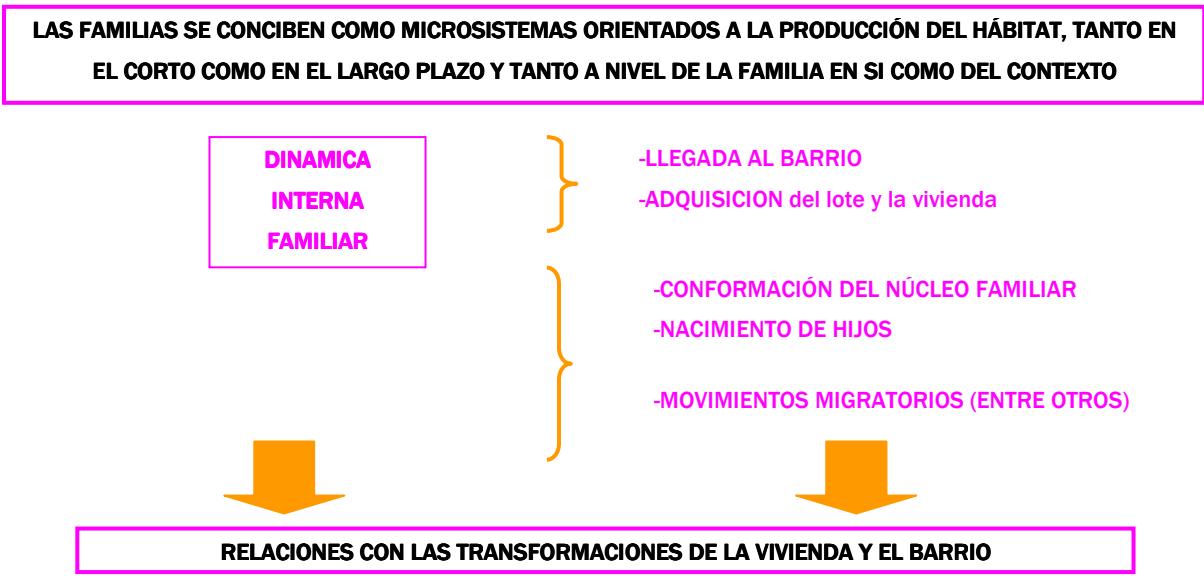 LAS FAMILIAS SE CONCIBEN COMO MICROSISTEMAS ORIENTADOS A LA PRODUCCIÓN DEL HÁBITAT, TANTO EN
EL CORTO COMO EN EL LARGO PLAZO Y TANTO A NIVEL DE LA FAMILIA EN SI COMO DEL CONTEXTO
DINAMICA
INTERNA
FAMILIAR
-LLEGADA AL BARRIO
-ADQUISICION del lote y la vivienda
-CONFORMACIÓN DEL NÚCLEO FAMILIAR
-NACIMIENTO DE HIJOS
-MOVIMIENTOS MIGRATORIOS (ENTRE OTROS)
RELACIONES CON LAS TRANSFORMACIONES DE LA VIVIENDA Y EL BARRIO